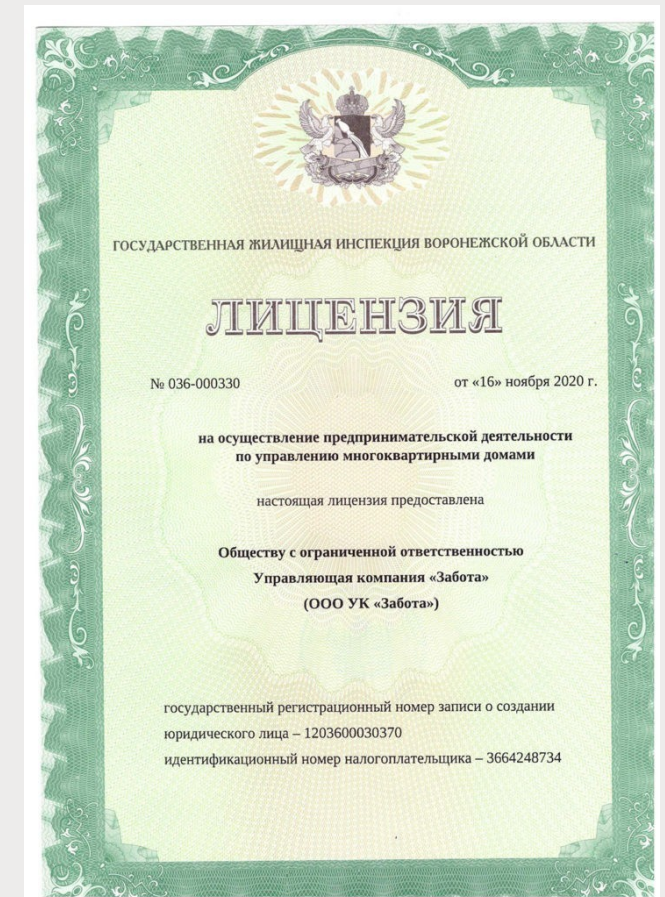 ГОСУДАРСТВЕННАЯ ЖИЛИЩНАЯ ИНСПЕКЦИЯ ВОРОНЕЖСКОЙ ОБЛАСТИ
ЛИЦЕНЗИЯ
№ 036-000330 от «16» ноября 2020 г.
на осуществление предпринимательской деятельности
по управлению многоквартирными домами
настоящая лицензия предоставлена
Обществу с ограниченной ответственностью
Управляющая компания «Забота»
(ООО УК «Забота»)
государственный регистрационный номер записи о создании
юридического лица – 1203600030370
идентификационный номер налогоплательщика – 3664248734